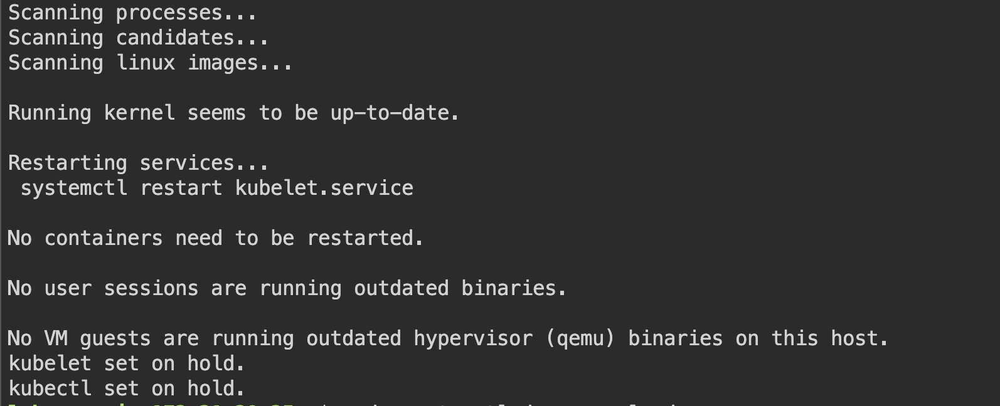 Scanning processes...
Scanning candidates...
Scanning linux images...
Running kernel seems to be up-to-date.
Restarting services...
systemctl restart kubelet.service
No containers need to be restarted.
No user sessions are running outdated binaries.
No VM guests are running outdated hypervisor (qemu) binaries on this host.
kubelet set on hold.
kubectl set on hold.